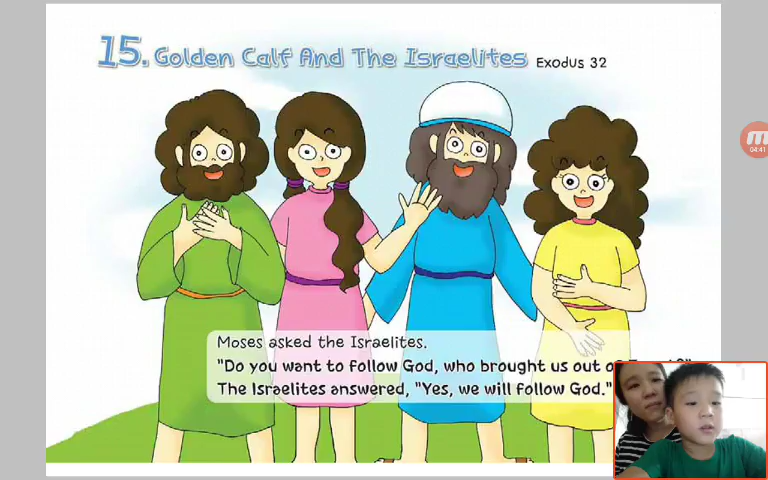 15. Golden Calf And The Israelites Exodus 32
M
04:41
Moses asked the Israelites.
"Do you want to follow God, who brought us out
The Israelites answered, "Yes, we will follow God."